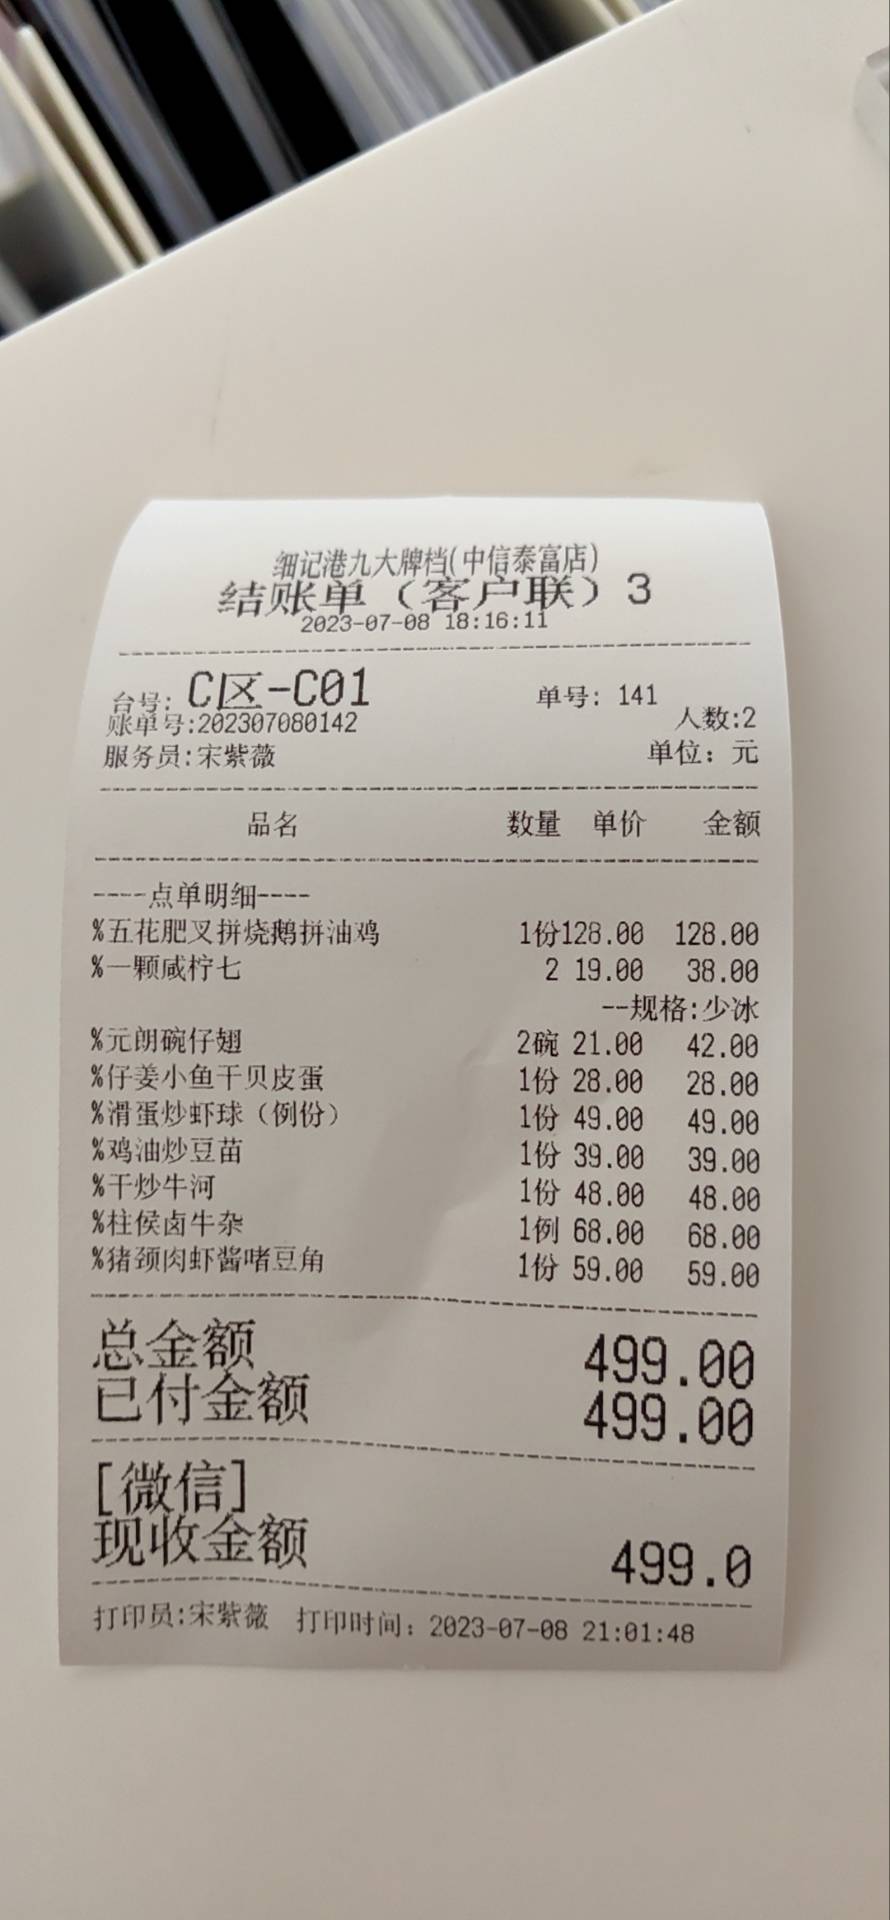 细记港九大牌档(中信泰富店)
结账单（客户联）3
2023-07-08 18:16:11
台号: C区-C01 单号: 141
账单号:202307080142 人数:2
服务员:宋紫薇 单位: 元
品名 数量 单价 金额
----点单明细----
%五花肥叉拼烧鹅拼油鸡 1份128.00 128.00
%一颗咸柠七 2 19.00 38.00
--规格:少冰
%元朗碗仔翅 2碗 21.00 42.00
%仔姜小鱼干贝皮蛋 1份 28.00 28.00
%滑蛋炒虾球（例份） 1份 49.00 49.00
%鸡油炒豆苗 1份 39.00 39.00
%干炒牛河 1份 48.00 48.00
%柱侯卤牛杂 1例 68.00 68.00
%猪颈肉虾酱啫豆角 1份 59.00 59.00
总金额 499.00
已付金额 499.00
[微信]
现收金额 499.0
打印员:宋紫薇 打印时间: 2023-07-08 21:01:48